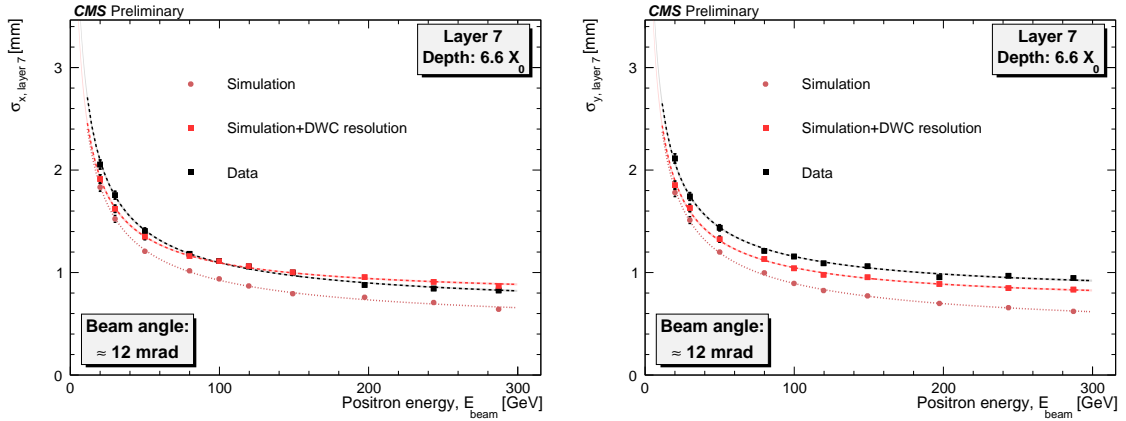 CMS Preliminary
σx, layer 7 [mm]
Layer 7
Depth: 6.6 X0
Simulation
Simulation+DWC resolution
Data
Beam angle:
≈ 12 mrad
0
1
2
3
0 100 200 300
Positron energy, Ebeam [GeV]
CMS Preliminary
σy, layer 7 [mm]
Layer 7
Depth: 6.6 X0
Simulation
Simulation+DWC resolution
Data
Beam angle:
≈ 12 mrad
0
1
2
3
0 100 200 300
Positron energy, Ebeam [GeV]